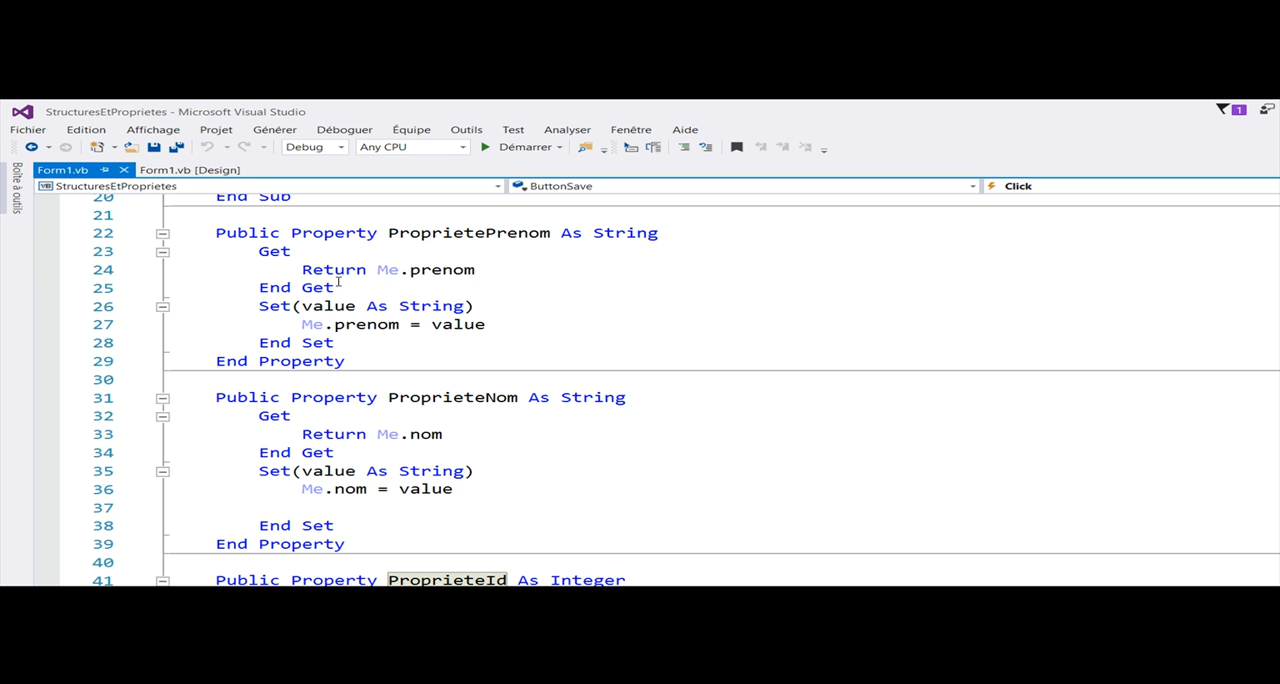 StructuresEtProprietes - Microsoft Visual Studio
1
Fichier Edition Affichage Projet Générer Déboguer Équipe Outils Test Analyser Fenêtre Aide
Debug Any CPU Démarrer
Boîte à outils
Form1.vb Form1.vb [Design]
StructuresEtProprietes ButtonSave Click
20 End Sub
21
22 Public Property ProprietePrenom As String
23 Get
24 Return Me.prenom
25 End Get
26 Set(value As String)
27 Me.prenom = value
28 End Set
29 End Property
30
31 Public Property ProprieteNom As String
32 Get
33 Return Me.nom
34 End Get
35 Set(value As String)
36 Me.nom = value
37
38 End Set
39 End Property
40
41 Public Property ProprieteId As Integer